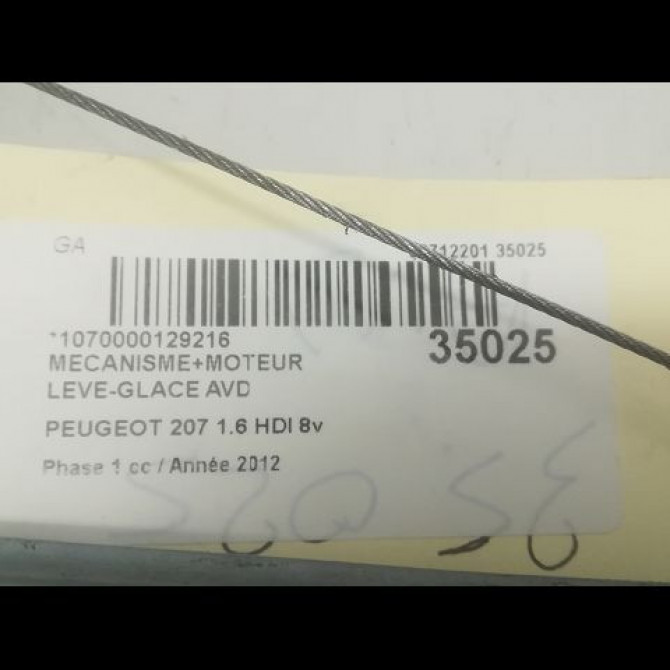 GA
712201 35025
*1070000129216
35025
MECANISME+MOTEUR
LEVE-GLACE AVD
PEUGEOT 207 1.6 HDI 8v
Phase 1 cc / Année 2012